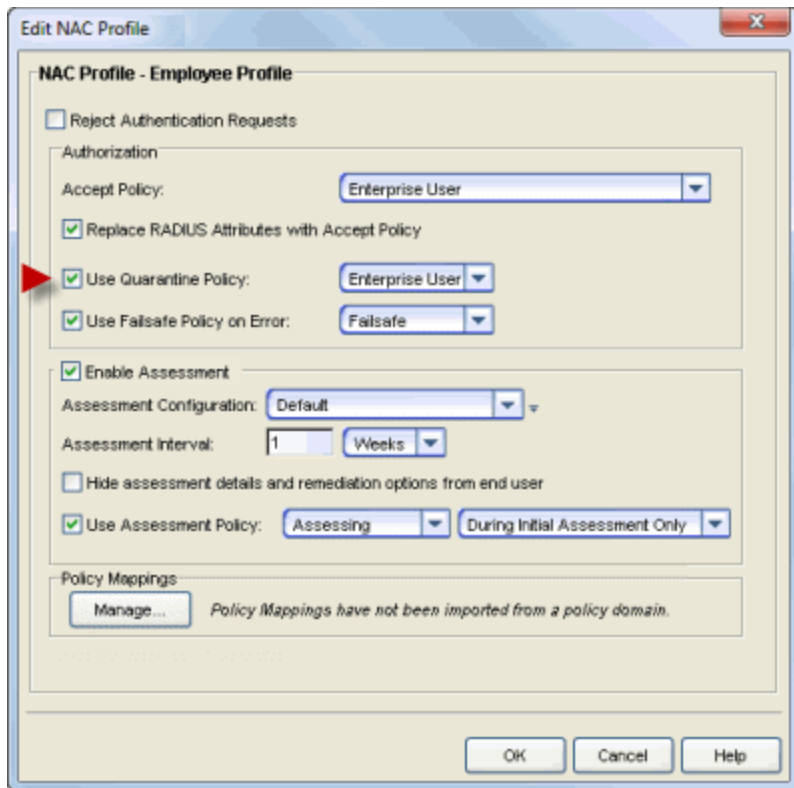 Edit NAC Profile
NAC Profile - Employee Profile
Reject Authentication Requests
Authorization
Accept Policy: Enterprise User
Replace RADIUS Attributes with Accept Policy
Use Quarantine Policy: Enterprise User
Use Failsafe Policy on Error: Failsafe
Enable Assessment
Assessment Configuration: Default
Assessment Interval: 1 Weeks
Hide assessment details and remediation options from end user
Use Assessment Policy: Assessing During Initial Assessment Only
Policy Mappings
Manage... Policy Mappings have not been imported from a policy domain.
OK Cancel Help